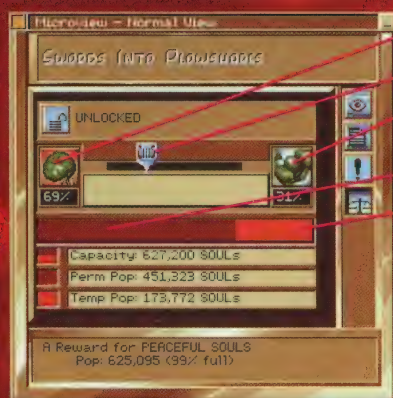 Microview — Normal View
Swords Into Plowshares
UNLOCKED
69% 31%
Capacity: 627,200 SOULs
Perm Pop: 451,323 SOULs
Temp Pop: 173,772 SOULs
A Reward for PEACEFUL SOULS
Pop: 625,095 (99% full)